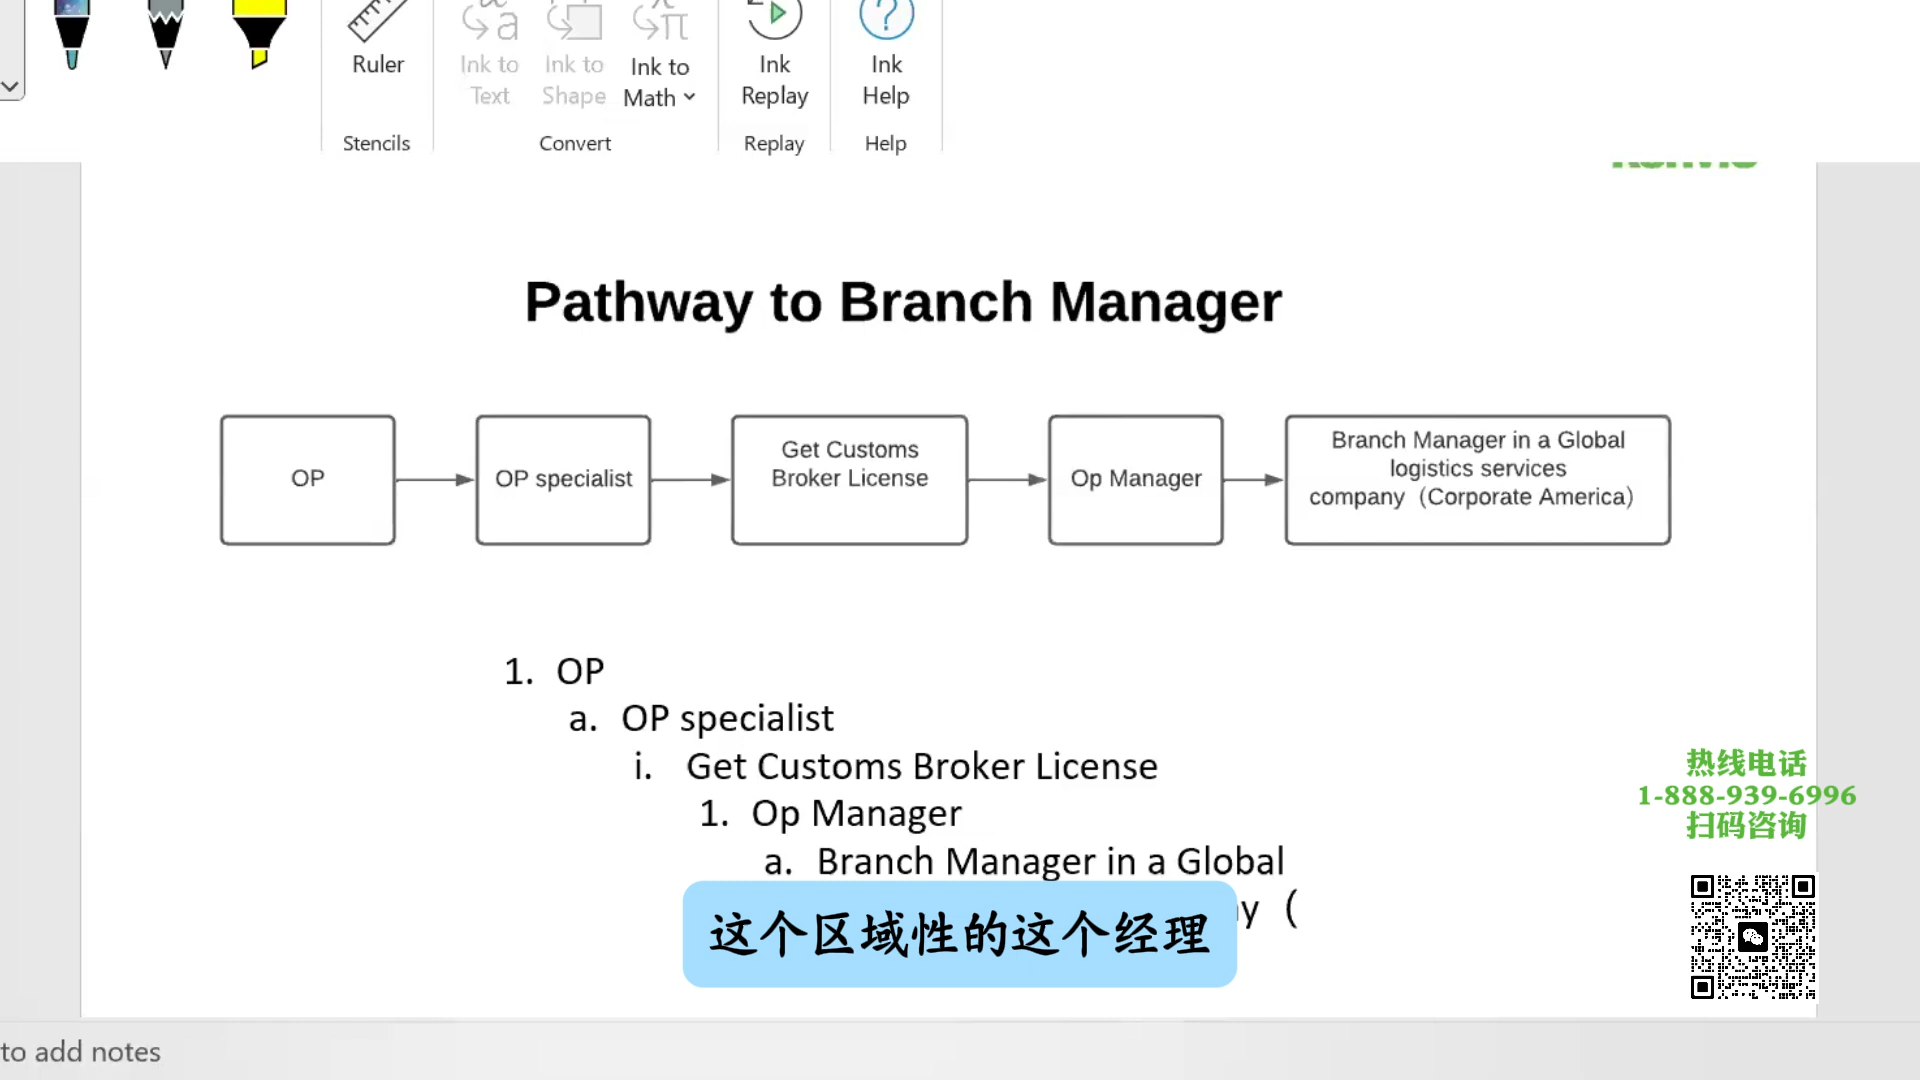 Ruler
Ink to Text
Ink to Shape
Ink to Math
Ink Replay
Ink Help
Stencils
Convert
Replay
Help
Pathway to Branch Manager
OP
OP specialist
Get Customs
Broker License
Op Manager
Branch Manager in a Global
logistics services
company（Corporate America）
1. OP
a. OP specialist
i. Get Customs Broker License
1. Op Manager
a. Branch Manager in a Global
(
这个区域性的这个经理
热线电话
1-888-939-6996
扫码咨询
to add notes